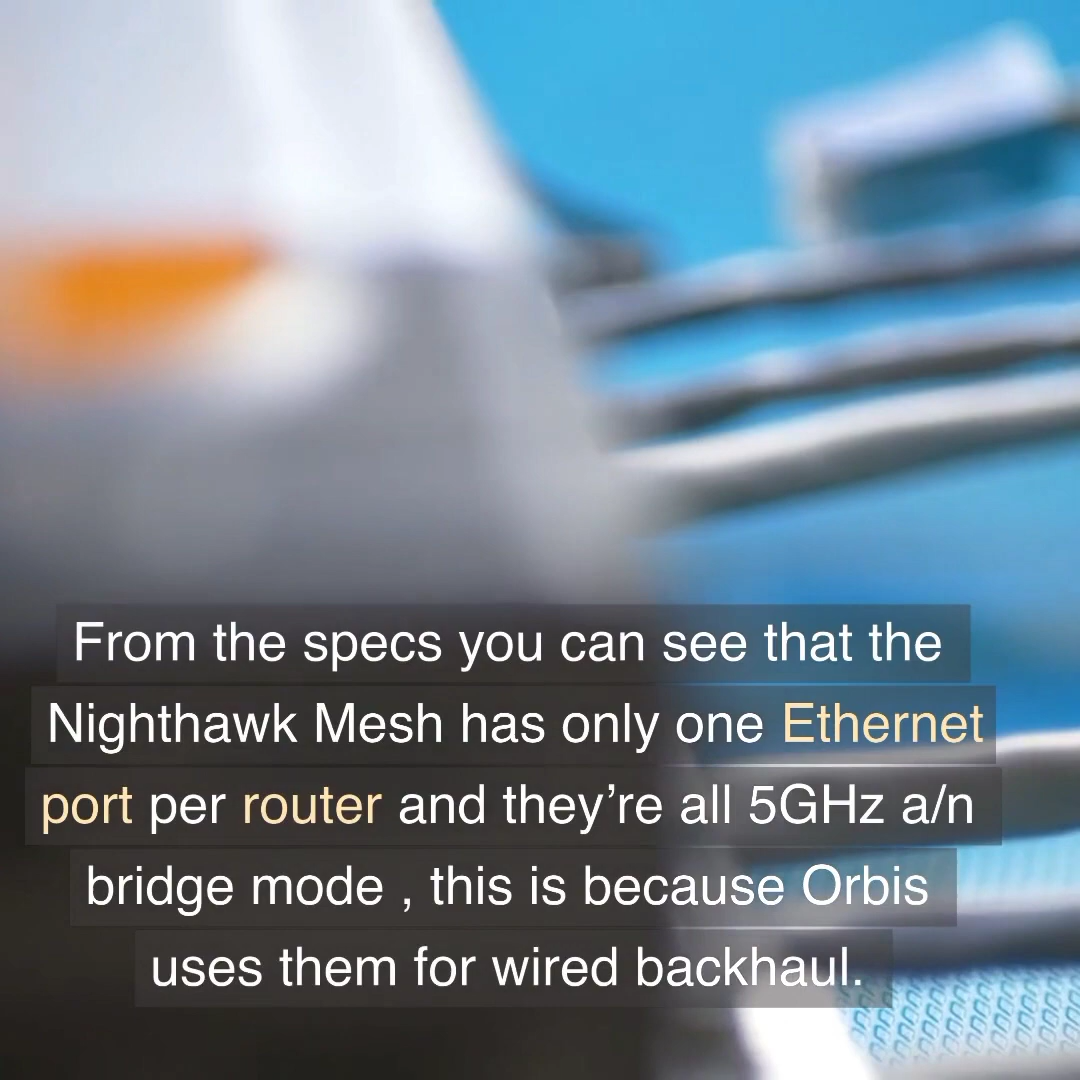 From the specs you can see that the
Nighthawk Mesh has only one Ethernet
port per router and they’re all 5GHz a/n
bridge mode , this is because Orbis
uses them for wired backhaul.